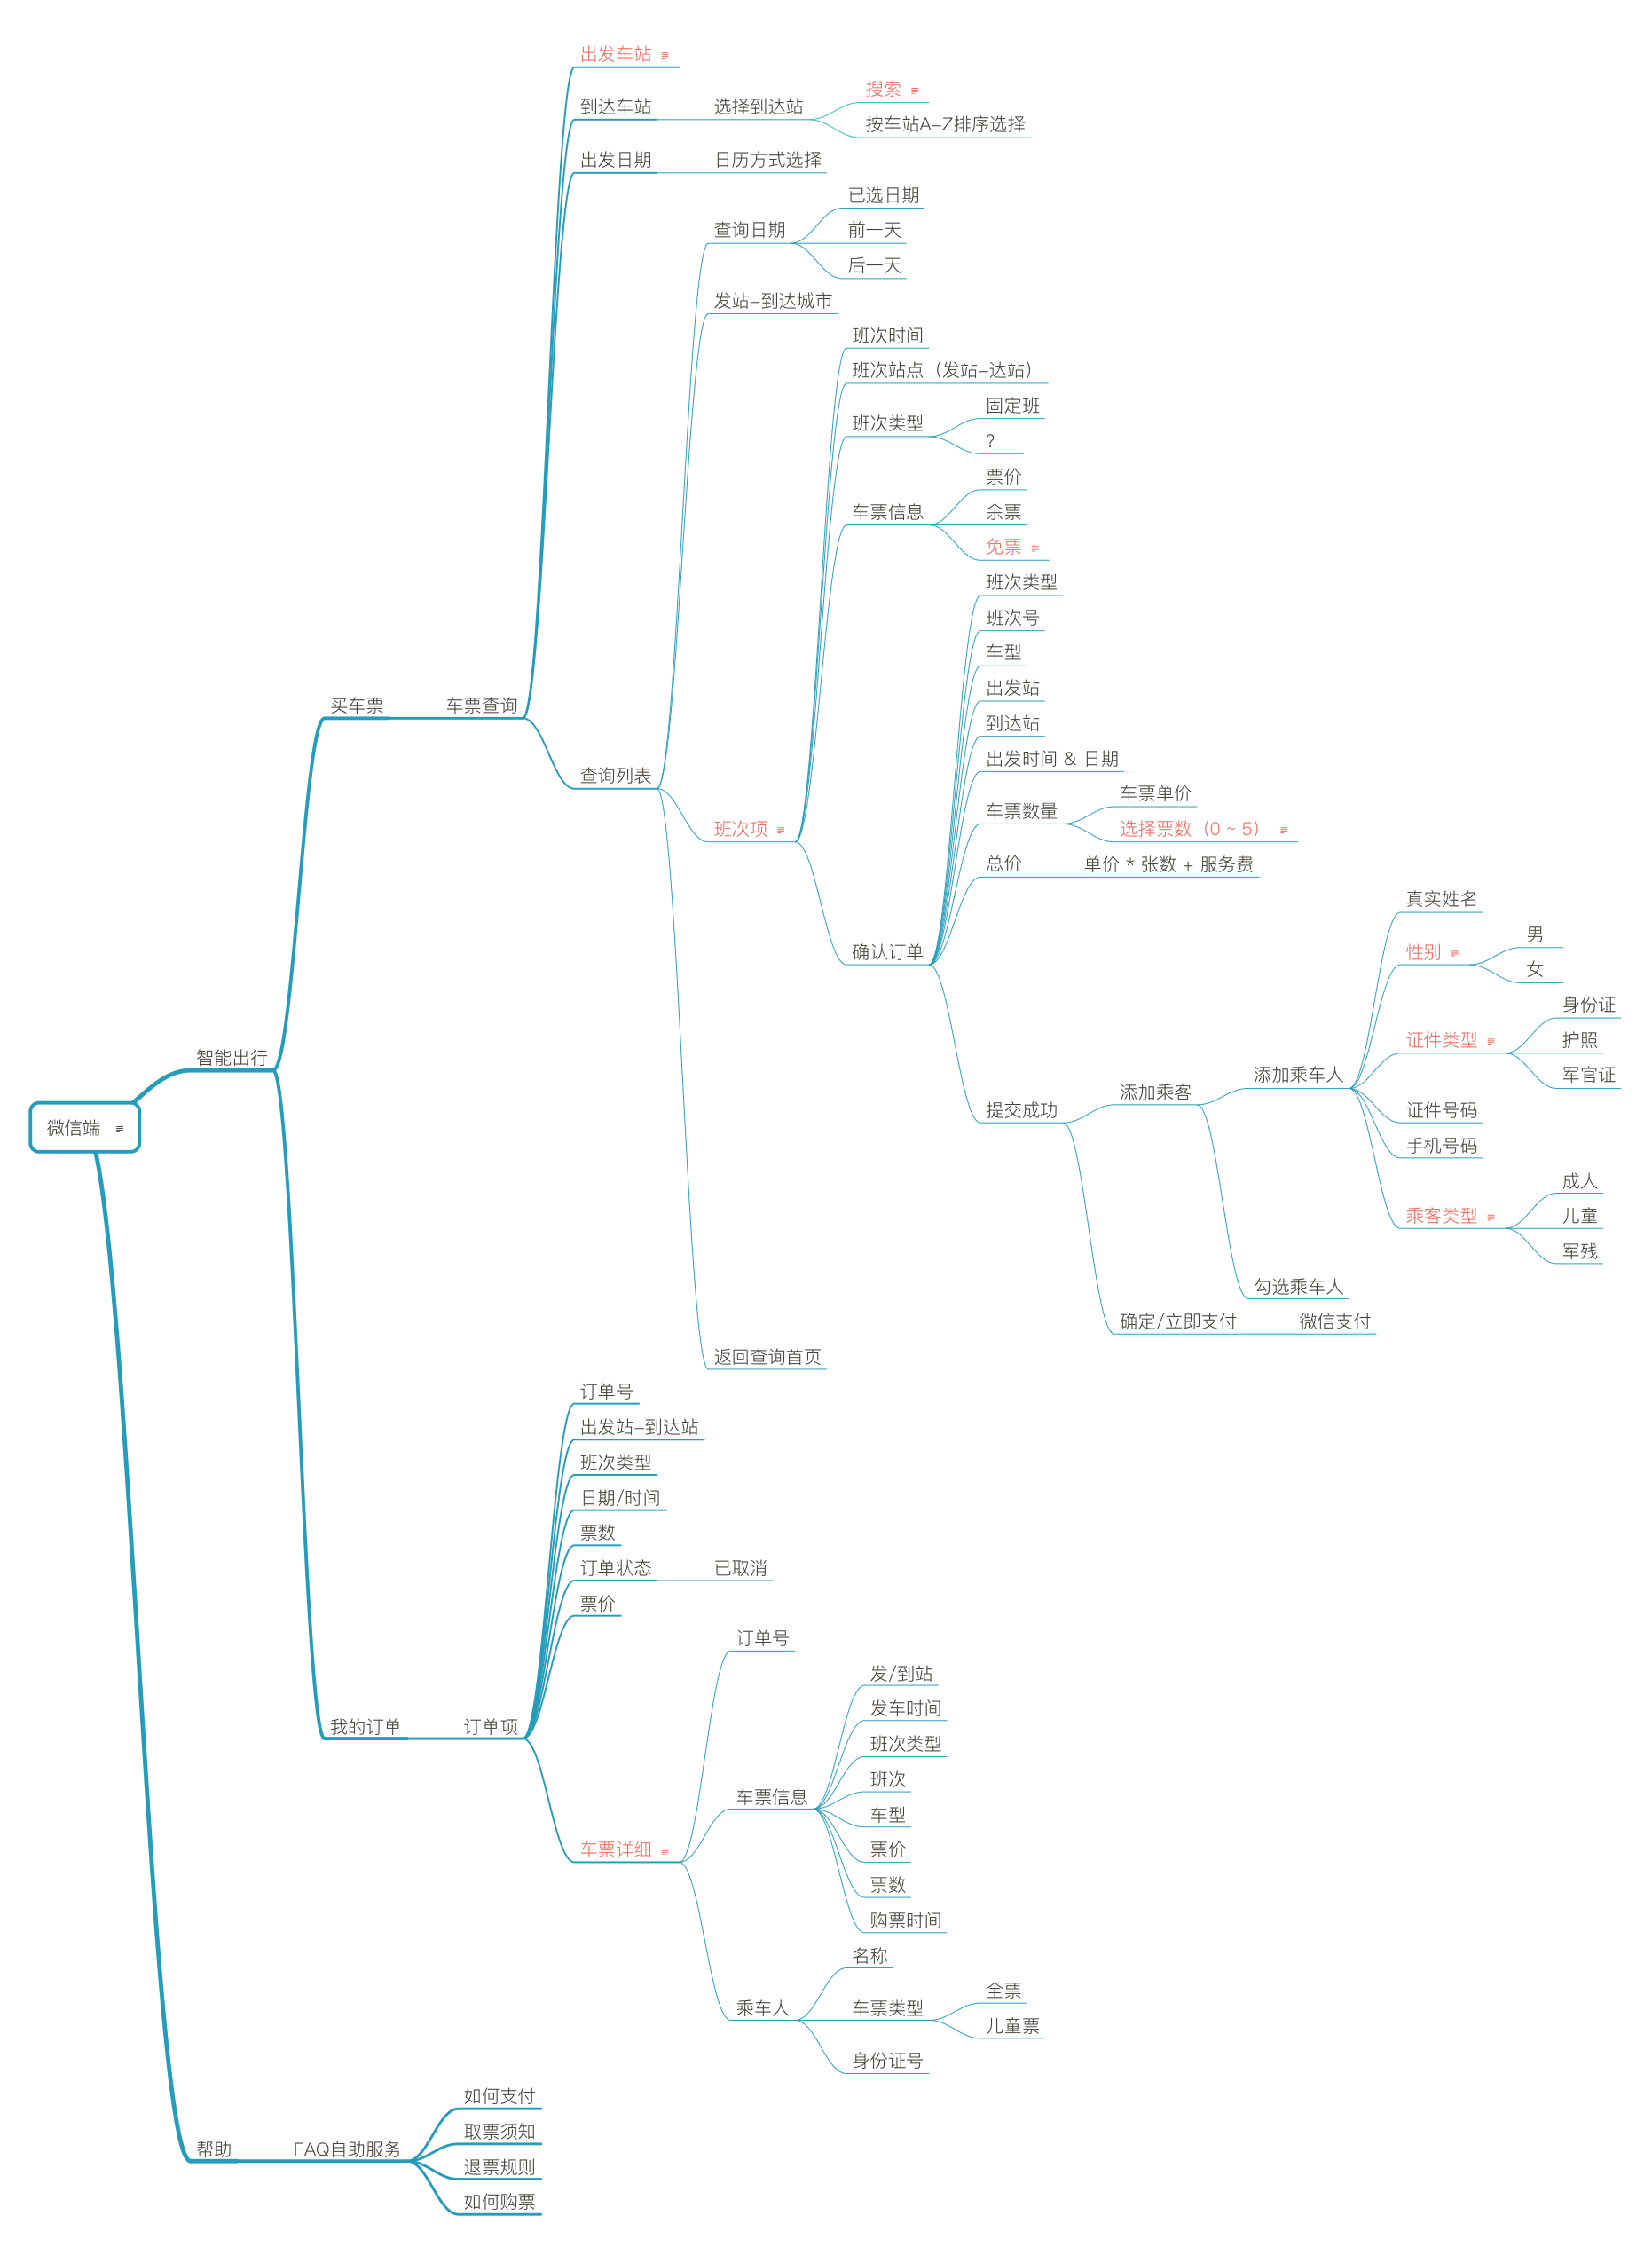 出发车站
到达车站
选择到达站
搜索
按车站A-Z排序选择
出发日期
日历方式选择
已选日期
查询日期
前一天
后一天
发站-到达城市
班次时间
班次站点（发站-达站）
固定班
班次类型
?
票价
车票信息
余票
免票
班次类型
班次号
车型
出发站
买车票
车票查询
到达站
出发时间 & 日期
查询列表
车票单价
车票数量
班次项
选择票数（0 ~ 5）
总价
单价 * 张数 + 服务费
真实姓名
男
确认订单
性别
女
身份证
证件类型
护照
智能出行
添加乘车人
军官证
添加乘客
提交成功
证件号码
微信端
手机号码
成人
乘客类型
儿童
军残
勾选乘车人
确定/立即支付
微信支付
返回查询首页
订单号
出发站-到达站
班次类型
日期/时间
票数
订单状态
已取消
票价
订单号
发/到站
发车时间
我的订单
订单项
班次类型
班次
车票信息
车型
车票详细
票价
票数
购票时间
名称
全票
乘车人
车票类型
儿童票
身份证号
如何支付
取票须知
帮助
FAQ自助服务
退票规则
如何购票